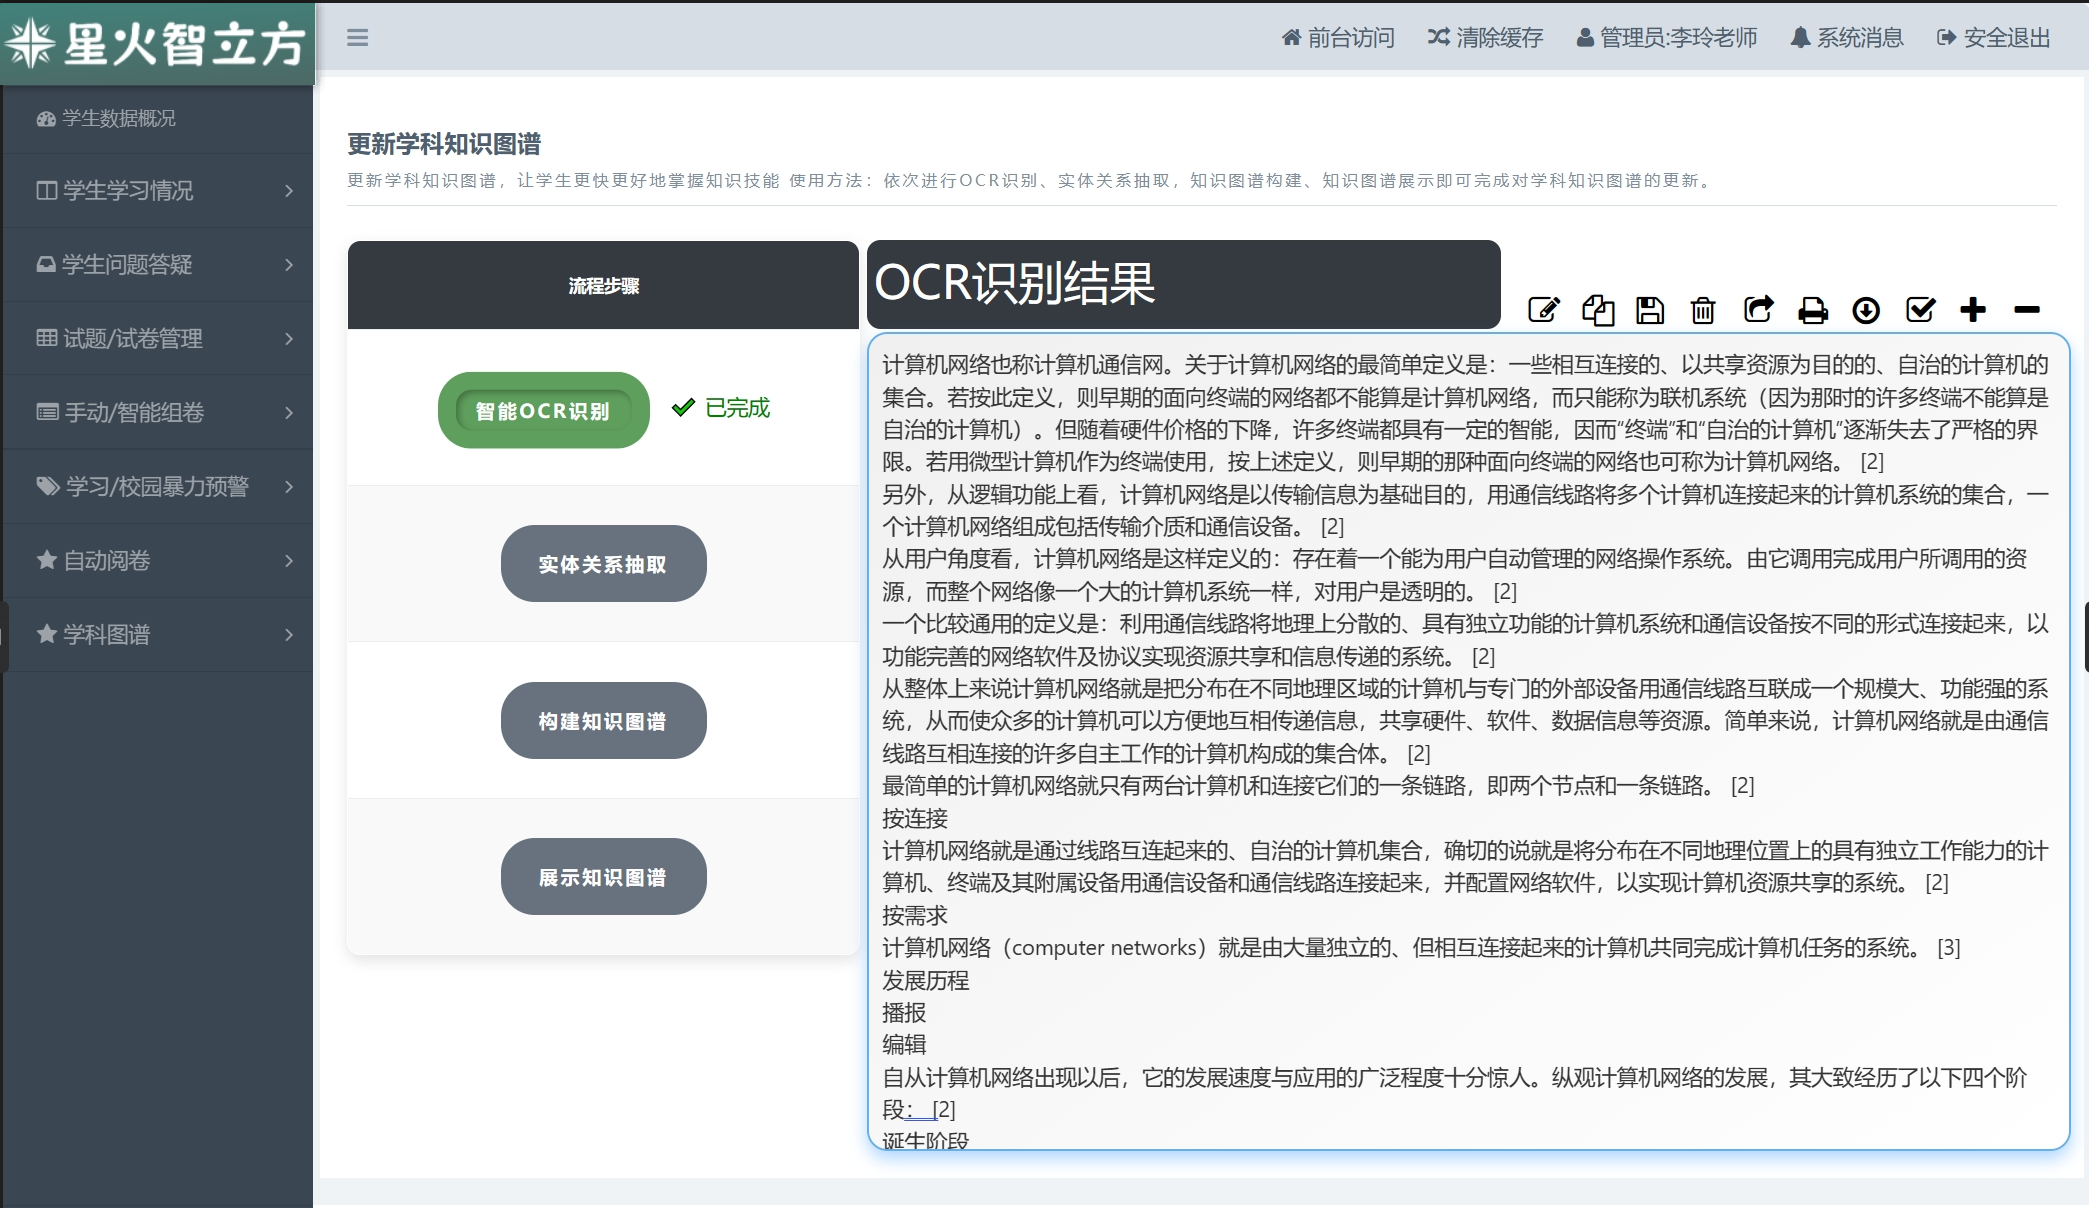 星火智立方
前台访问
清除缓存
管理员:李玲老师
系统消息
安全退出
学生数据概况
学生学习情况
学生问题答疑
试题/试卷管理
手动/智能组卷
学习/校园暴力预警
自动阅卷
学科图谱
更新学科知识图谱
更新学科知识图谱，让学生更快更好地掌握知识技能 使用方法：依次进行OCR识别、实体关系抽取，知识图谱构建、知识图谱展示即可完成对学科知识图谱的更新。
流程步骤
智能OCR识别
已完成
实体关系抽取
构建知识图谱
展示知识图谱
OCR识别结果
计算机网络也称计算机通信网。关于计算机网络的最简单定义是：一些相互连接的、以共享资源为目的的、自治的计算机的
集合。若按此定义，则早期的面向终端的网络都不能算是计算机网络，而只能称为联机系统（因为那时的许多终端不能算是
自治的计算机）。但随着硬件价格的下降，许多终端都具有一定的智能，因而“终端”和“自治的计算机”逐渐失去了严格的界
限。若用微型计算机作为终端使用，按上述定义，则早期的那种面向终端的网络也可称为计算机网络。 [2]
另外，从逻辑功能上看，计算机网络是以传输信息为基础目的，用通信线路将多个计算机连接起来的计算机系统的集合，一
个计算机网络组成包括传输介质和通信设备。 [2]
从用户角度看，计算机网络是这样定义的：存在着一个能为用户自动管理的网络操作系统。由它调用完成用户所调用的资
源，而整个网络像一个大的计算机系统一样，对用户是透明的。 [2]
一个比较通用的定义是：利用通信线路将地理上分散的、具有独立功能的计算机系统和通信设备按不同的形式连接起来，以
功能完善的网络软件及协议实现资源共享和信息传递的系统。 [2]
从整体上来说计算机网络就是把分布在不同地理区域的计算机与专门的外部设备用通信线路互联成一个规模大、功能强的系
统，从而使众多的计算机可以方便地互相传递信息，共享硬件、软件、数据信息等资源。简单来说，计算机网络就是由通信
线路互相连接的许多自主工作的计算机构成的集合体。 [2]
最简单的计算机网络就只有两台计算机和连接它们的一条链路，即两个节点和一条链路。 [2]
按连接
计算机网络就是通过线路互连起来的、自治的计算机集合，确切的说就是将分布在不同地理位置上的具有独立工作能力的计
算机、终端及其附属设备用通信设备和通信线路连接起来，并配置网络软件，以实现计算机资源共享的系统。 [2]
按需求
计算机网络（computer networks）就是由大量独立的、但相互连接起来的计算机共同完成计算机任务的系统。 [3]
发展历程
播报
编辑
自从计算机网络出现以后，它的发展速度与应用的广泛程度十分惊人。纵观计算机网络的发展，其大致经历了以下四个阶
段： [2]
诞生阶段